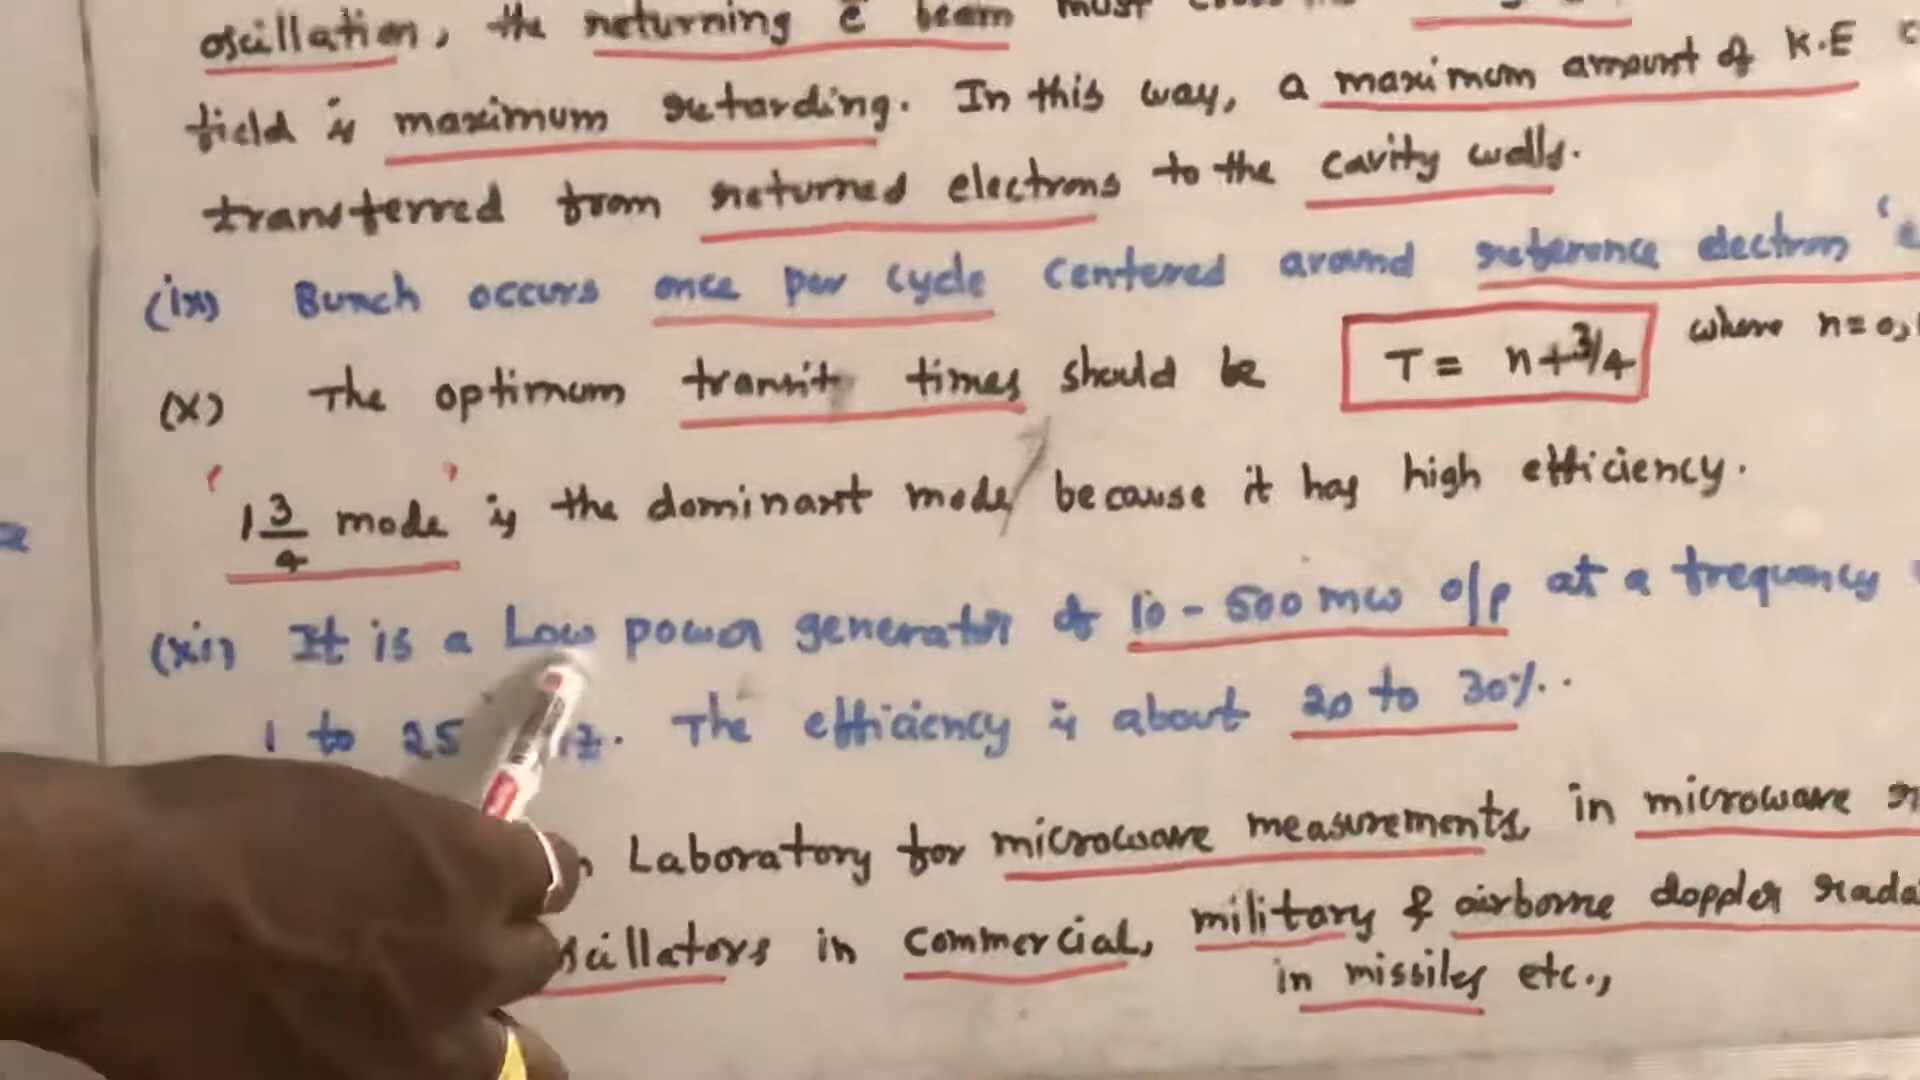 oscillation, the returning e̅ beam must
field is maximum retarding. In this way, a maximum amount of K.E
transferred from returned electrons to the cavity walls.
(ix) Bunch occurs once per cycle centered around reference electron 'e
(x) The optimum transit times should be T = n+3/4 where n=0,
'1 3/4 mode' is the dominant mode because it has high efficiency.
(xi) It is a Low power generator of 10 - 500 mw o/p at a frequency
1 to 25 Hz. The efficiency is about 20 to 30%.
Laboratory for microwave measurements, in microwave
oscillators in commercial, military & airborne doppler rada
in missiles etc.,